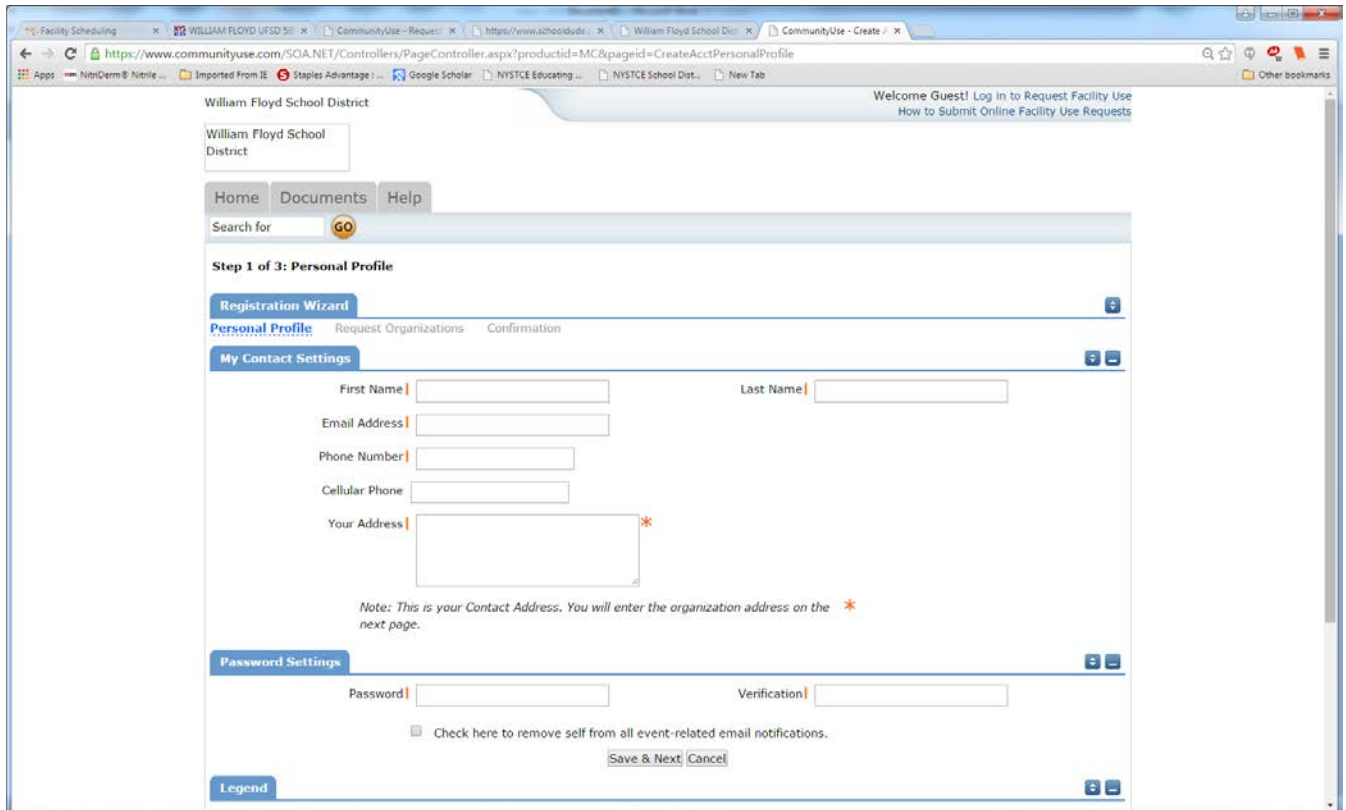 Facility Scheduling
WILLIAM FLOYD UFSD
CommunityUse - Request
https://www.schooldude.
William Floyd School Dist
CommunityUse - Create A
https://www.communityuse.com/SOA.NET/Controllers/PageController.aspx?productid=MC&pageid=CreateAcctPersonalProfile
Apps NitriDerm® Nitrile ... Imported From IE Staples Advantage : ... Google Scholar NYSTCE Educating ... NYSTCE School Dist... New Tab Other bookmarks
William Floyd School District
Welcome Guest! Log in to Request Facility Use
How to Submit Online Facility Use Requests
William Floyd School
District
Home Documents Help
Search for GO
Step 1 of 3: Personal Profile
Registration Wizard
Personal Profile Request Organizations Confirmation
My Contact Settings
First Name Last Name
Email Address
Phone Number
Cellular Phone
Your Address *
Note: This is your Contact Address. You will enter the organization address on the *
next page.
Password Settings
Password Verification
Check here to remove self from all event-related email notifications.
Save & Next Cancel
Legend